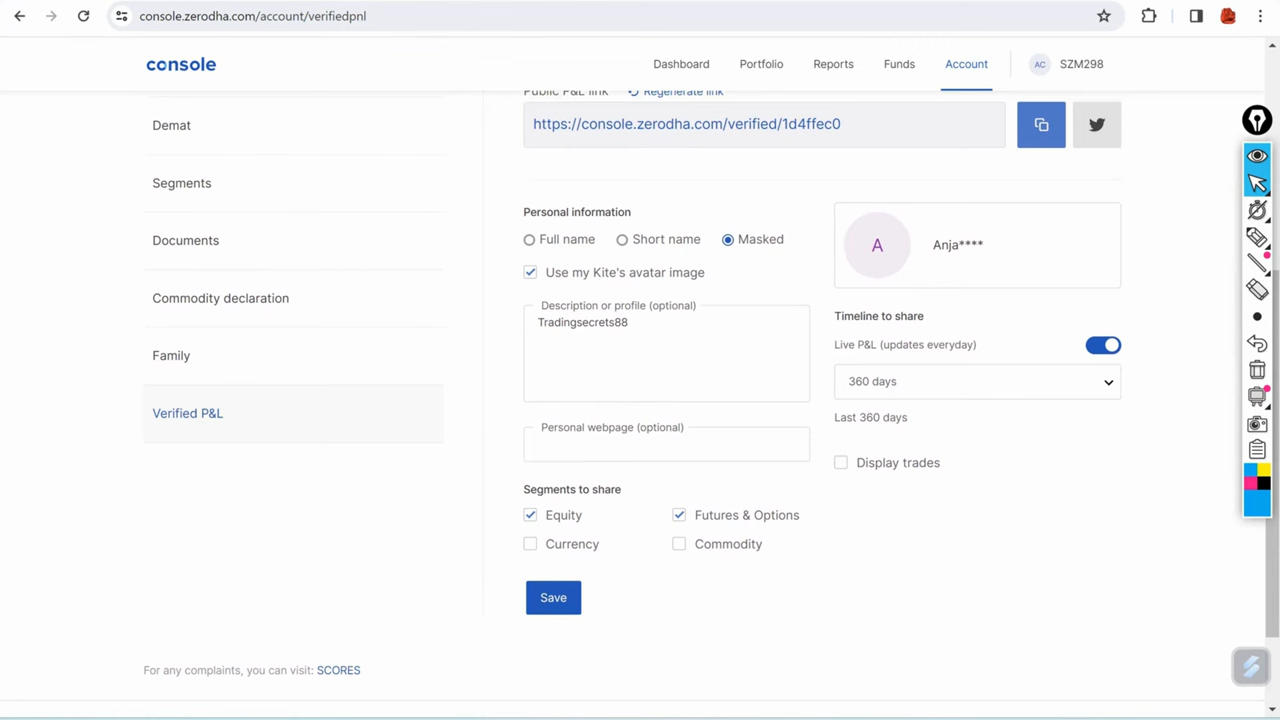 console.zerodha.com/account/verifiedpnl
console
Dashboard
Portfolio
Reports
Funds
Account
AC
SZM298
Demat
Segments
Documents
Commodity declaration
Family
Verified P&L
Public P&L link
Regenerate link
https://console.zerodha.com/verified/1d4ffec0
Personal information
Full name
Short name
Masked
Use my Kite's avatar image
Description or profile (optional)
Tradingsecrets88
Personal webpage (optional)
Segments to share
Equity
Futures & Options
Currency
Commodity
Save
A
Anja****
Timeline to share
Live P&L (updates everyday)
360 days
Last 360 days
Display trades
For any complaints, you can visit: SCORES